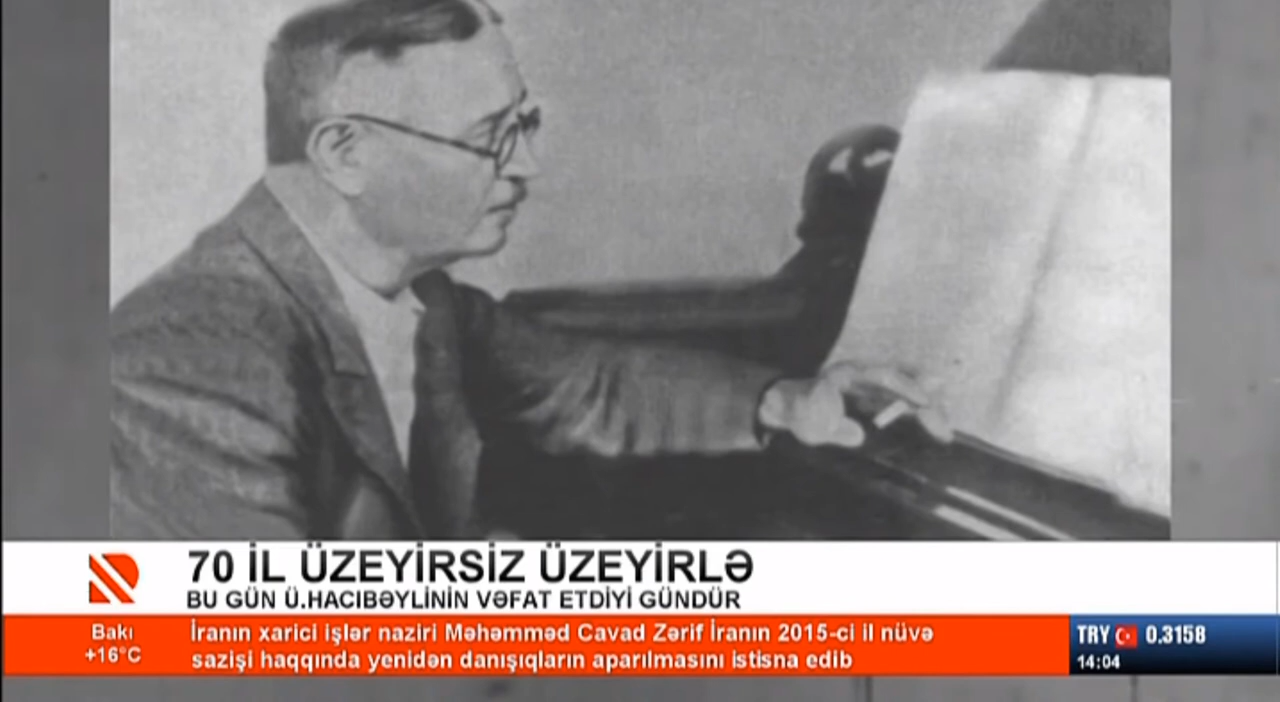 70 İL ÜZEYİRSİZ ÜZEYİRLƏ
BU GÜN Ü.HACIBƏYLİNİN VƏFAT ETDİYİ GÜNDÜR
Bakı
+16°C
İranın xarici işlər naziri Məhəmməd Cavad Zərif İranın 2015-ci il nüvə
sazişi haqqında yenidən danışıqların aparılmasını istisna edib
TRY 0.3158
14:04